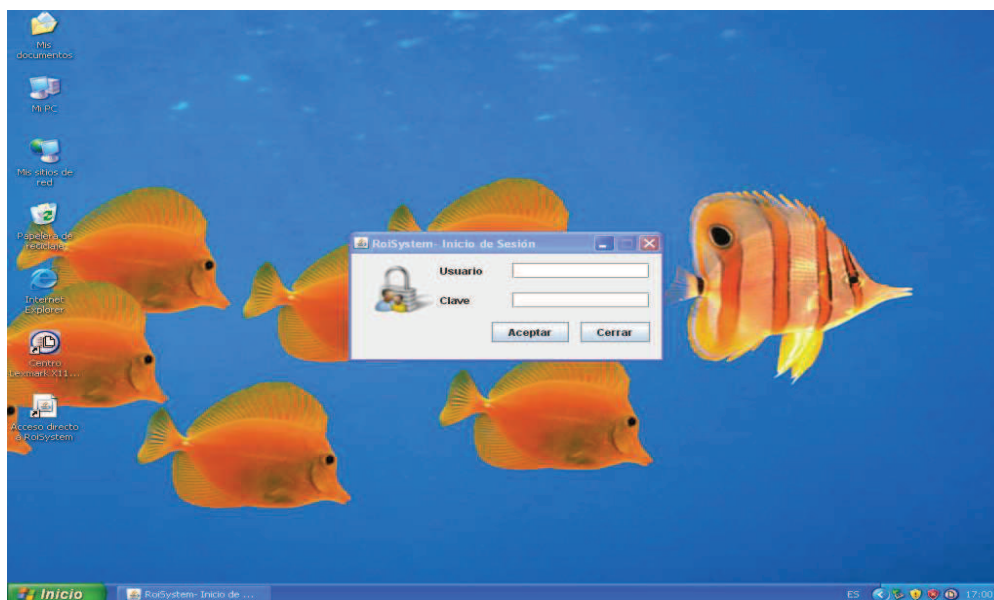 Mis
documentos
Mi PC
Mis sitios de
red
Papelera de
reciclaje
Internet
Explorer
Centro
Lexmark X11...
Acceso directo
a RoiSystem
RoiSystem- Inicio de Sesión
Usuario
Clave
Aceptar
Cerrar
Inicio
RoiSystem- Inicio de ...
ES
17:00